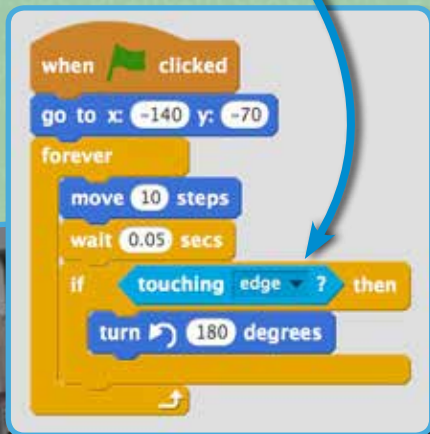 when clicked
go to x: -140 y: -70
forever
move 10 steps
wait 0.05 secs
if touching edge ? then
turn 180 degrees